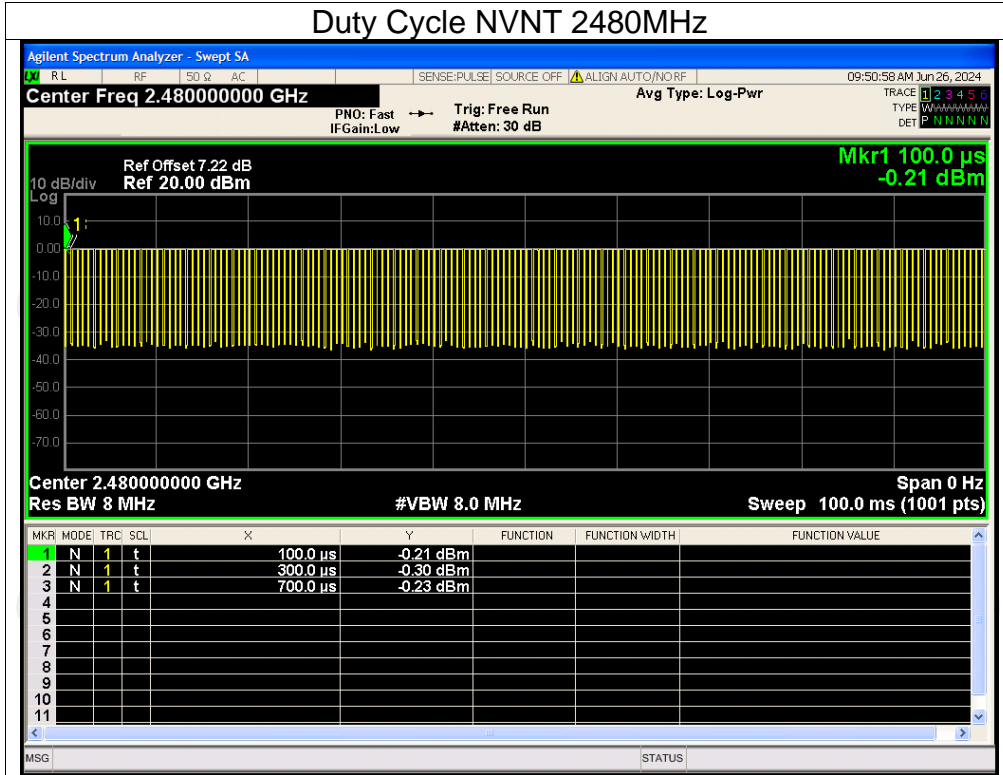 Duty Cycle NVNT 2480MHz
Agilent Spectrum Analyzer - Swept SA
LXI RL RF 50 Ω AC SENSE:PULSE SOURCE OFF ALIGN AUTO/NO RF 09:50:58 AM Jun 26, 2024
Center Freq 2.480000000 GHz Avg Type: Log-Pwr TRACE 1 2 3 4 5 6
PNO: Fast Trig: Free Run TYPE
IFGain:Low #Atten: 30 dB DET P N N N N N
Mkr1 100.0 µs
Ref Offset 7.22 dB
10 dB/div Ref 20.00 dBm -0.21 dBm
Log
10.0
1
0.00
-10.0
-20.0
-30.0
-40.0
-50.0
-60.0
-70.0
Center 2.480000000 GHz Span 0 Hz
Res BW 8 MHz #VBW 8.0 MHz Sweep 100.0 ms (1001 pts)
MKR MODE TRC SCL X Y FUNCTION FUNCTION WIDTH FUNCTION VALUE
1 N 1 t 100.0 µs -0.21 dBm
2 N 1 t 300.0 µs -0.30 dBm
3 N 1 t 700.0 µs -0.23 dBm
4
5
6
7
8
9
10
11
MSG STATUS